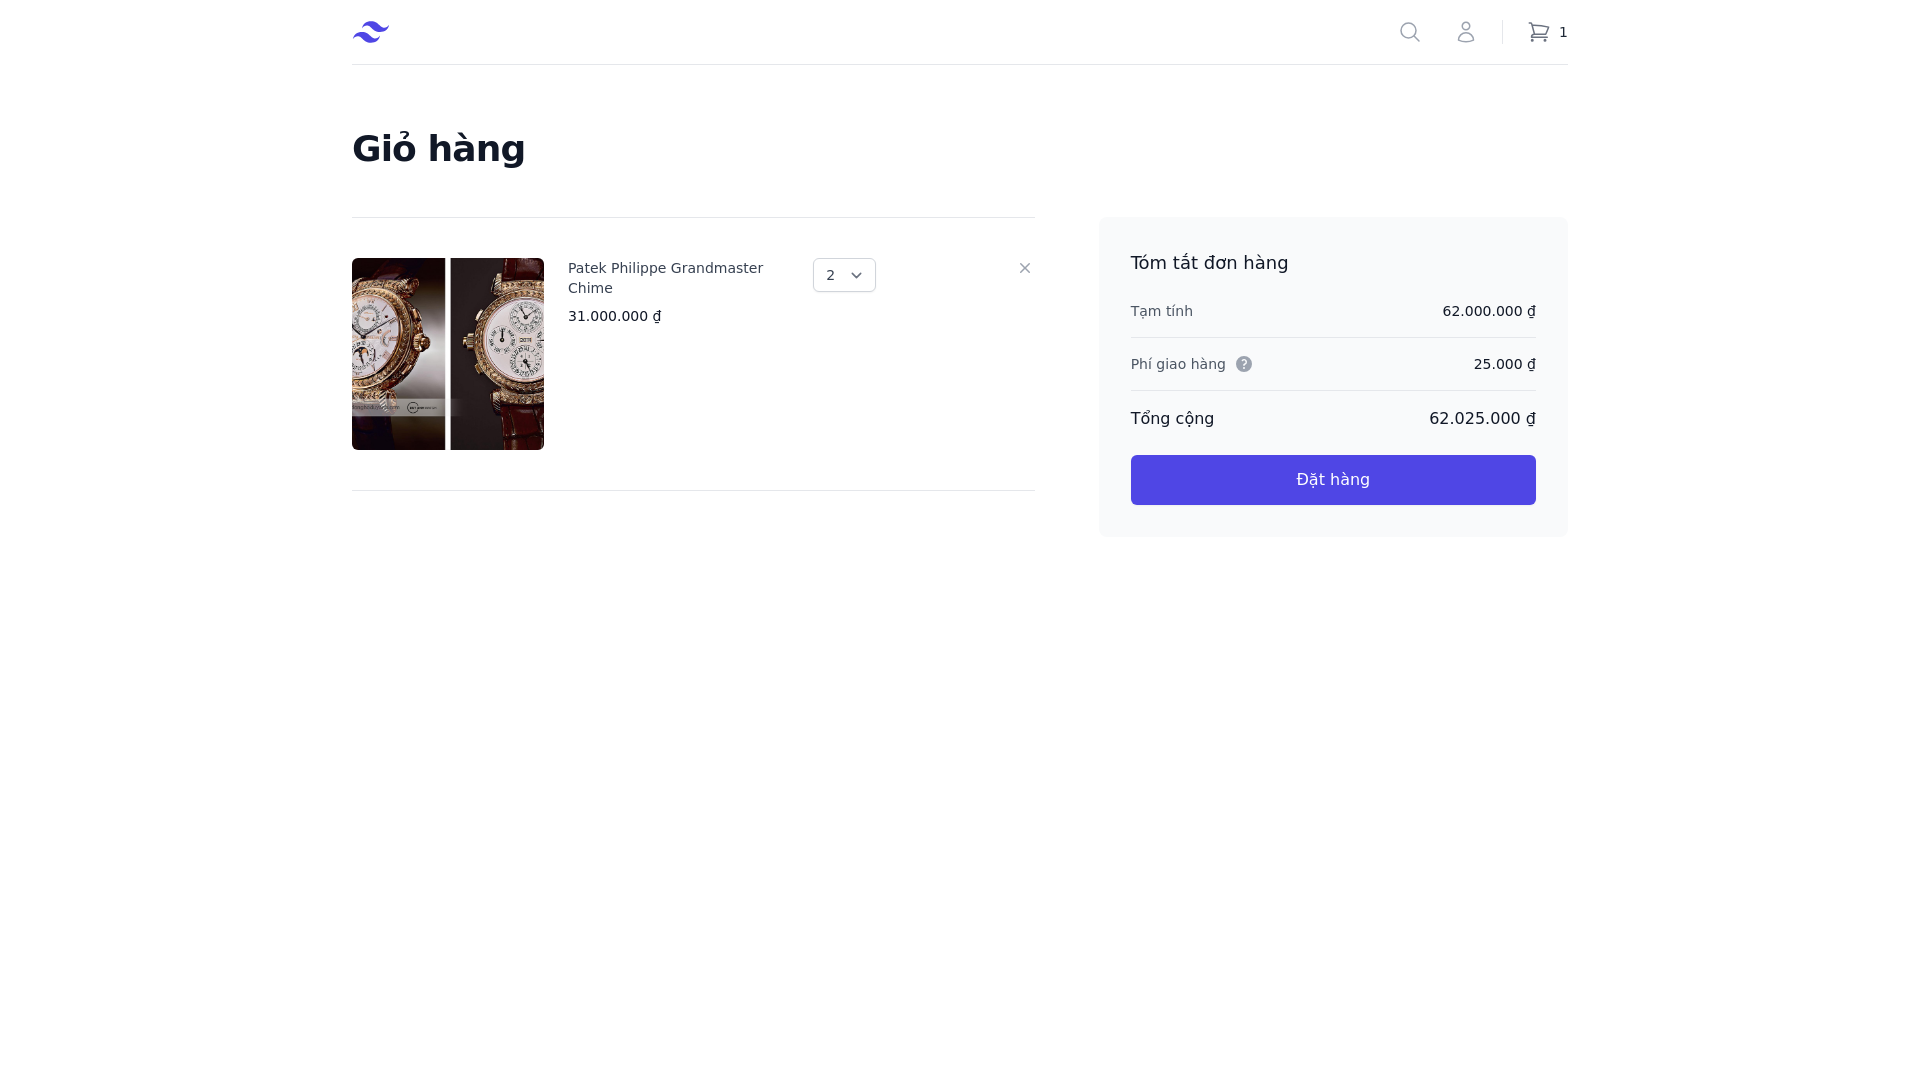 1
Giỏ hàng
Patek Philippe Grandmaster
Chime
31.000.000 ₫
2
Tóm tắt đơn hàng
Tạm tính 62.000.000 ₫
Phí giao hàng ? 25.000 ₫
Tổng cộng 62.025.000 ₫
Đặt hàng